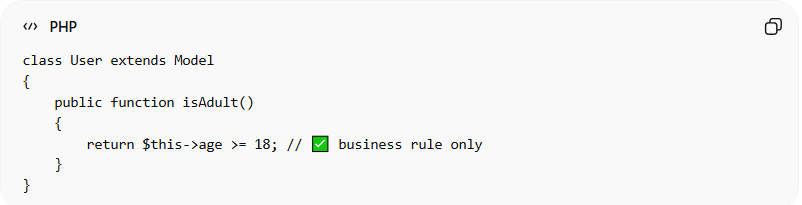 </> PHP
class User extends Model
{
    public function isAdult()
    {
        return $this->age >= 18; // ✅ business rule only
    }
}